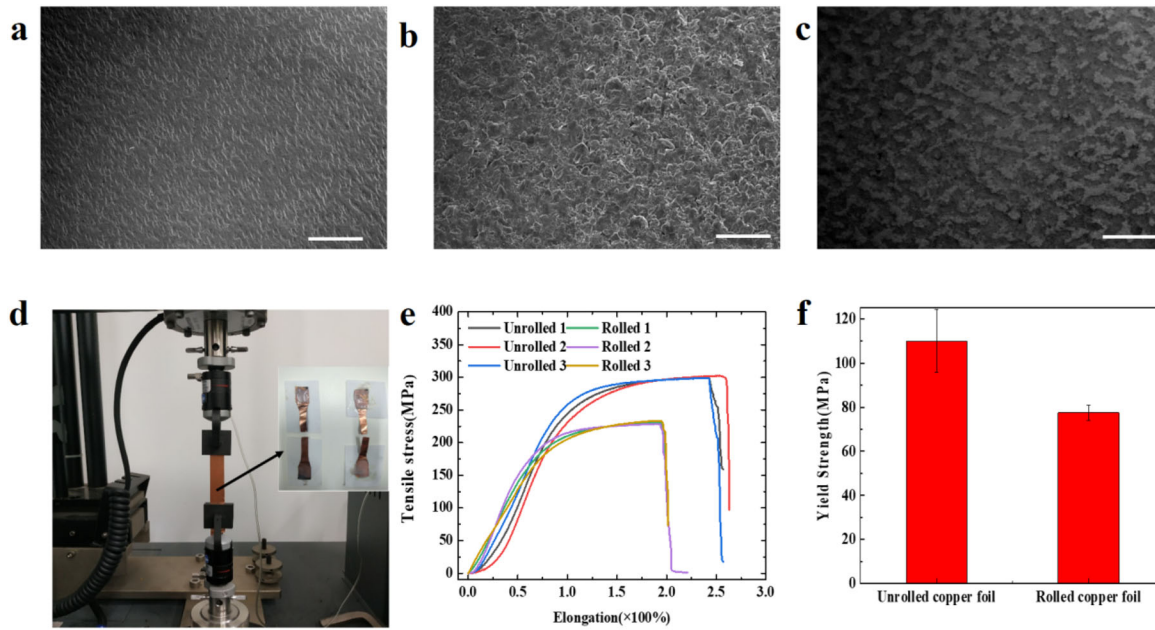 a
b
c
d
e
400
350
300
250
200
150
100
50
0
Tensile stress(MPa)
Unrolled 1
Rolled 1
Unrolled 2
Rolled 2
Unrolled 3
Rolled 3
0.0 0.5 1.0 1.5 2.0 2.5 3.0
Elongation(×100%)
f
120
100
80
60
40
20
0
Yield Strength(MPa)
Unrolled copper foil Rolled copper foil